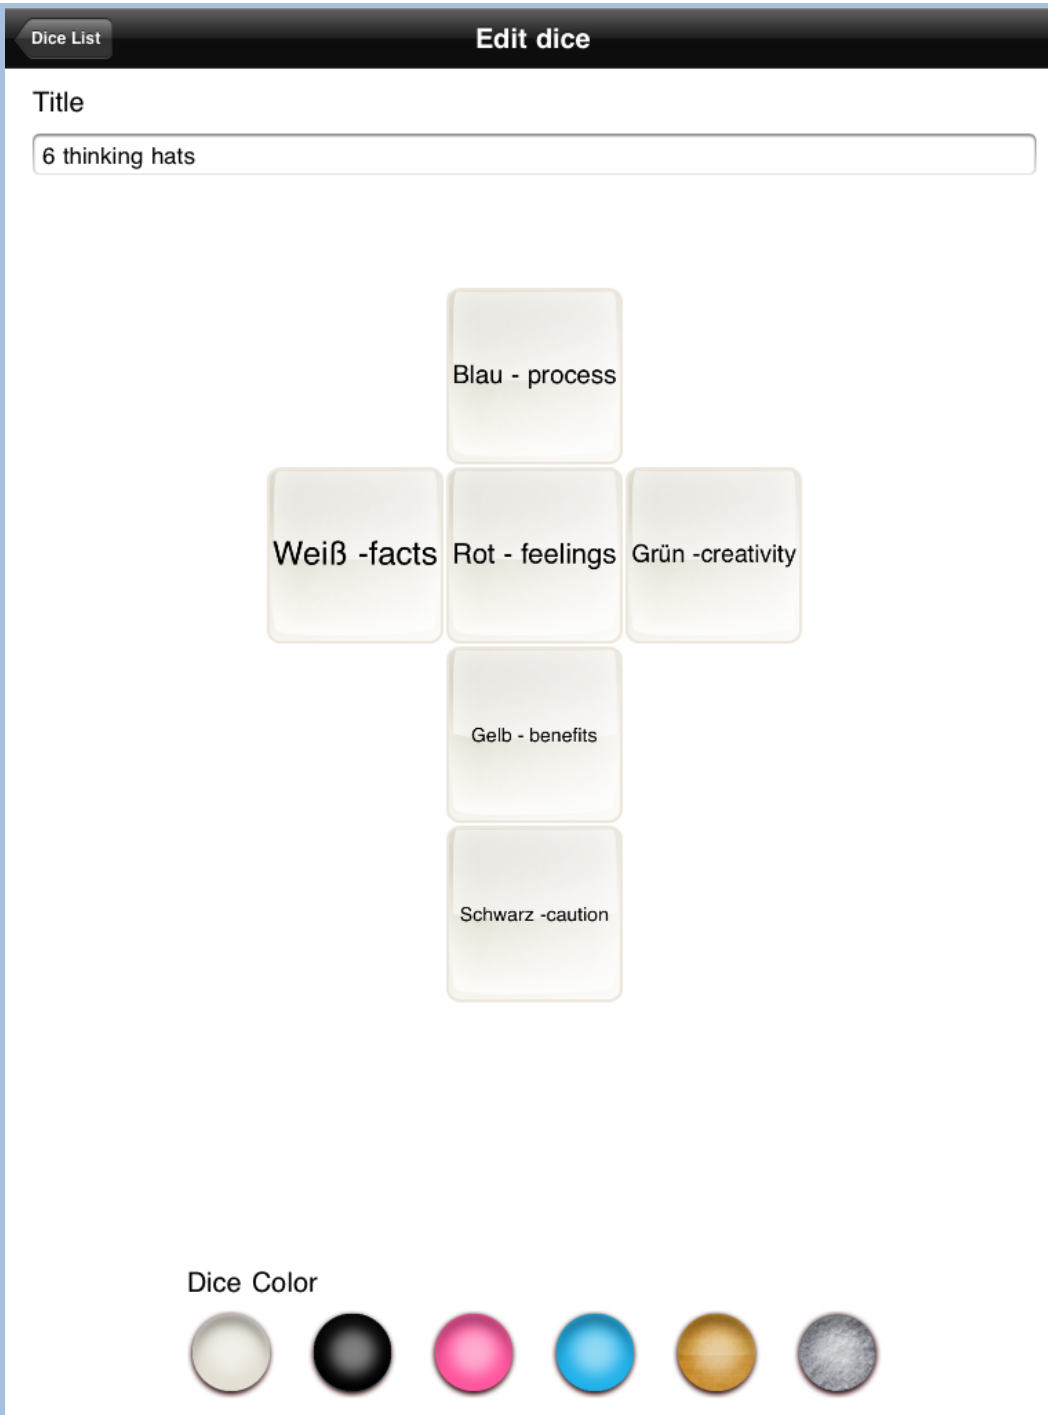 Dice List
Edit dice
Title
6 thinking hats
Blau - process
Weiß -facts
Rot - feelings
Grün -creativity
Gelb - benefits
Schwarz -caution
Dice Color